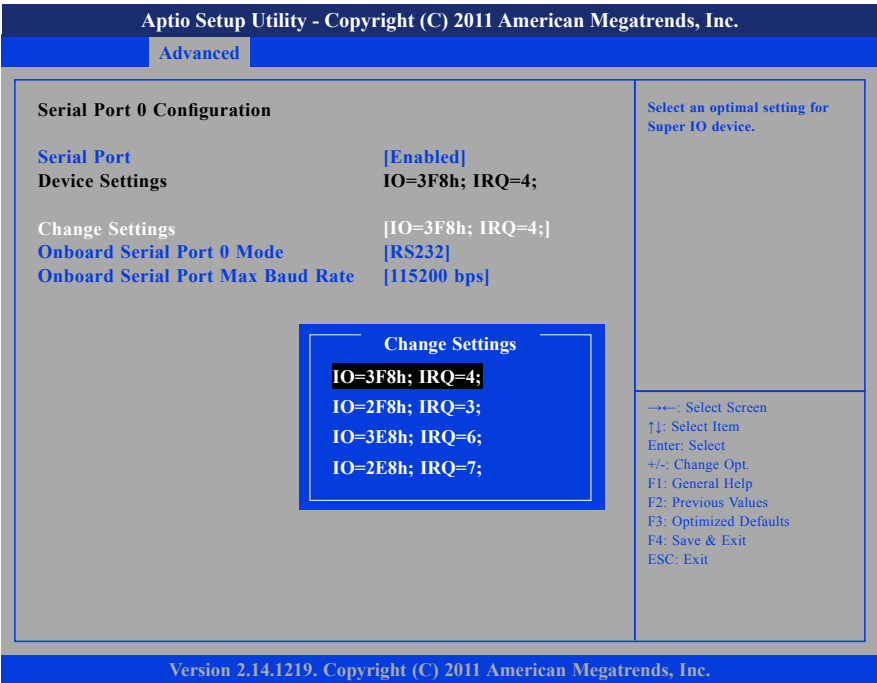 Aptio Setup Utility - Copyright (C) 2011 American Megatrends, Inc.
Advanced
Serial Port 0 Configuration
Serial Port [Enabled]
Device Settings IO=3F8h; IRQ=4;
Change Settings [IO=3F8h; IRQ=4;]
Onboard Serial Port 0 Mode [RS232]
Onboard Serial Port Max Baud Rate [115200 bps]
Change Settings
IO=3F8h; IRQ=4;
IO=2F8h; IRQ=3;
IO=3E8h; IRQ=6;
IO=2E8h; IRQ=7;
Select an optimal setting for
Super IO device.
→←: Select Screen
↑↓: Select Item
Enter: Select
+/-: Change Opt.
F1: General Help
F2: Previous Values
F3: Optimized Defaults
F4: Save & Exit
ESC: Exit
Version 2.14.1219. Copyright (C) 2011 American Megatrends, Inc.